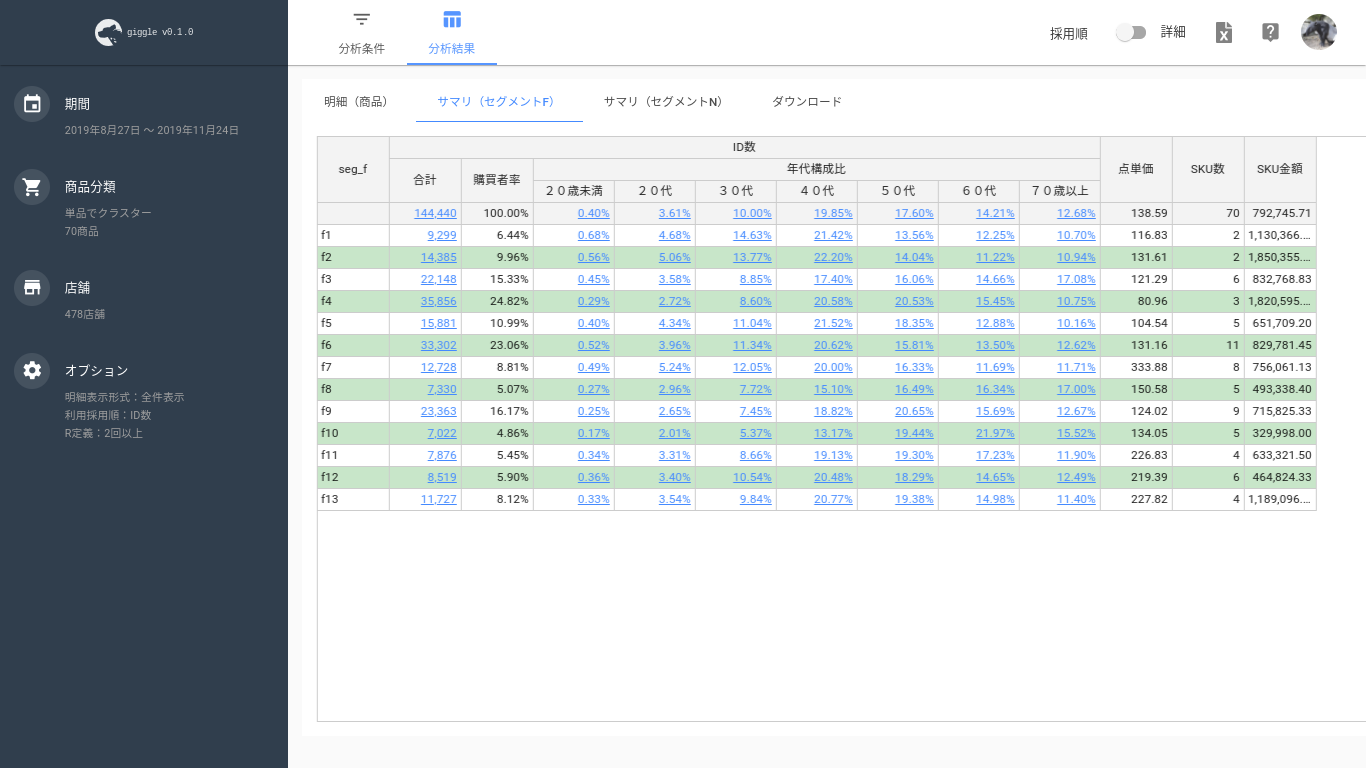 giggle v0.1.0
分析条件
分析結果
採用順
詳細
期間
2019年8月27日 〜 2019年11月24日
商品分類
単品でクラスター
70商品
店舗
478店舗
オプション
明細表示形式：全件表示
利用採用順：ID数
R定義：2回以上
明細（商品） サマリ（セグメントF） サマリ（セグメントN） ダウンロード
seg_f ID数 点単価 SKU数 SKU金額
合計 購買者率 年代構成比
２０歳未満 ２０代 ３０代 ４０代 ５０代 ６０代 ７０歳以上
144,440 100.00% 0.40% 3.61% 10.00% 19.85% 17.60% 14.21% 12.68% 138.59 70 792,745.71
f1 9,299 6.44% 0.68% 4.68% 14.63% 21.42% 13.56% 12.25% 10.70% 116.83 2 1,130,366....
f2 14,385 9.96% 0.56% 5.06% 13.77% 22.20% 14.04% 11.22% 10.94% 131.61 2 1,850,355....
f3 22,148 15.33% 0.45% 3.58% 8.85% 17.40% 16.06% 14.66% 17.08% 121.29 6 832,768.83
f4 35,856 24.82% 0.29% 2.72% 8.60% 20.58% 20.53% 15.45% 10.75% 80.96 3 1,820,595....
f5 15,881 10.99% 0.40% 4.34% 11.04% 21.52% 18.35% 12.88% 10.16% 104.54 5 651,709.20
f6 33,302 23.06% 0.52% 3.96% 11.34% 20.62% 15.81% 13.50% 12.62% 131.16 11 829,781.45
f7 12,728 8.81% 0.49% 5.24% 12.05% 20.00% 16.33% 11.69% 11.71% 333.88 8 756,061.13
f8 7,330 5.07% 0.27% 2.96% 7.72% 15.10% 16.49% 16.34% 17.00% 150.58 5 493,338.40
f9 23,363 16.17% 0.25% 2.65% 7.45% 18.82% 20.65% 15.69% 12.67% 124.02 9 715,825.33
f10 7,022 4.86% 0.17% 2.01% 5.37% 13.17% 19.44% 21.97% 15.52% 134.05 5 329,998.00
f11 7,876 5.45% 0.34% 3.31% 8.66% 19.13% 19.30% 17.23% 11.90% 226.83 4 633,321.50
f12 8,519 5.90% 0.36% 3.40% 10.54% 20.48% 18.29% 14.65% 12.49% 219.39 6 464,824.33
f13 11,727 8.12% 0.33% 3.54% 9.84% 20.77% 19.38% 14.98% 11.40% 227.82 4 1,189,096....